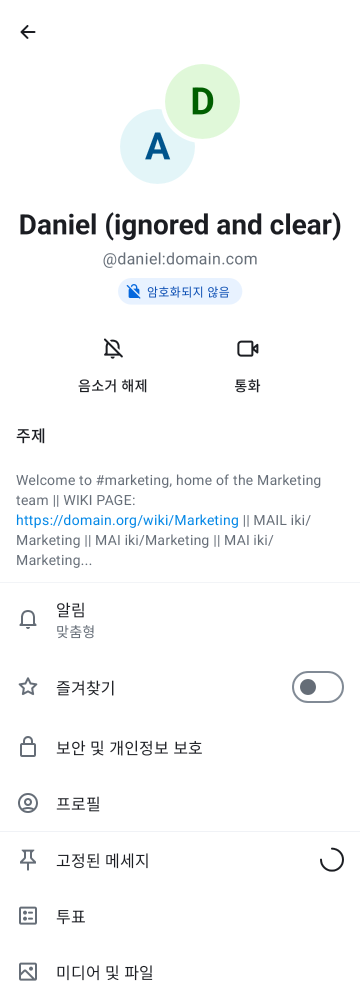 D
A
Daniel (ignored and clear)
@daniel:domain.com
암호화되지 않음
음소거 해제
통화
주제
Welcome to #marketing, home of the Marketing
team || WIKI PAGE:
https://domain.org/wiki/Marketing || MAIL iki/
Marketing || MAI iki/Marketing || MAI iki/
Marketing...
알림
맞춤형
즐겨찾기
보안 및 개인정보 보호
프로필
고정된 메세지
투표
미디어 및 파일